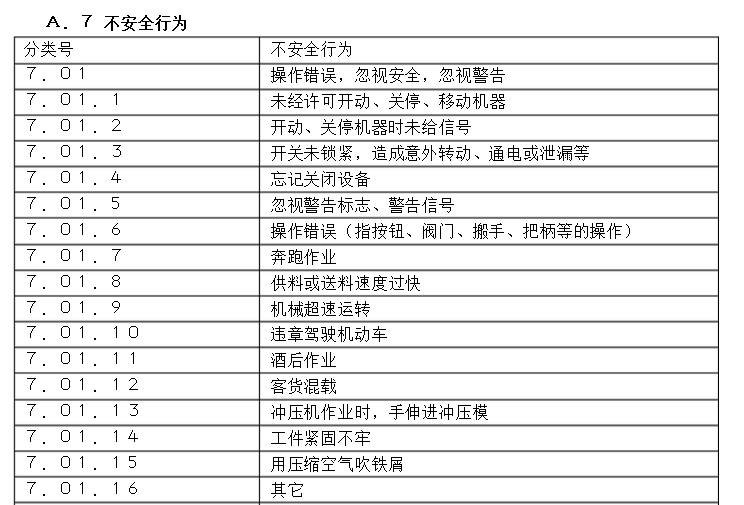 A．7 不安全行为
分类号 不安全行为
7．01 操作错误，忽视安全，忽视警告
7．01．1 未经许可开动、关停、移动机器
7．01．2 开动、关停机器时未给信号
7．01．3 开关未锁紧，造成意外转动、通电或泄漏等
7．01．4 忘记关闭设备
7．01．5 忽视警告标志、警告信号
7．01．6 操作错误（指按钮、阀门、搬手、把柄等的操作）
7．01．7 奔跑作业
7．01．8 供料或送料速度过快
7．01．9 机械超速运转
7．01．10 违章驾驶机动车
7．01．11 酒后作业
7．01．12 客货混载
7．01．13 冲压机作业时，手伸进冲压模
7．01．14 工件紧固不牢
7．01．15 用压缩空气吹铁屑
7．01．16 其它